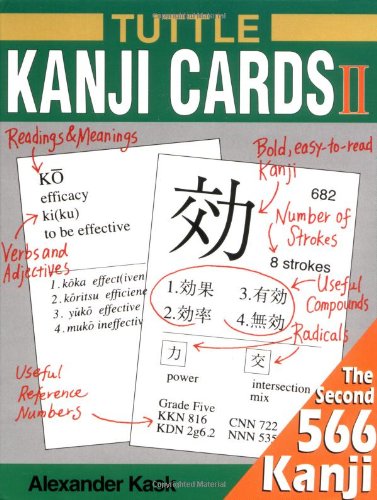 TUTTLE
KANJI CARDS II
Readings & Meanings
KŌ
efficacy
ki(ku)
to be effective
Verbs and
Adjectives
1. kōka effect(iven
2. kōritsu efficienc
3. yūkō effective
4. mukō ineffectiv
Useful
Reference
Numbers
Bold, easy-to-read
Kanji
効
682
Number of
Strokes
8 strokes
1.効果
2.効率
3.有効
4.無効
Useful
Compounds
Radicals
力
power
交
intersection
mix
Grade Five
KKN 816
KDN 2g6.2
CNN 722
NNN 535
The
Second
566
Kanji
Alexander Kask